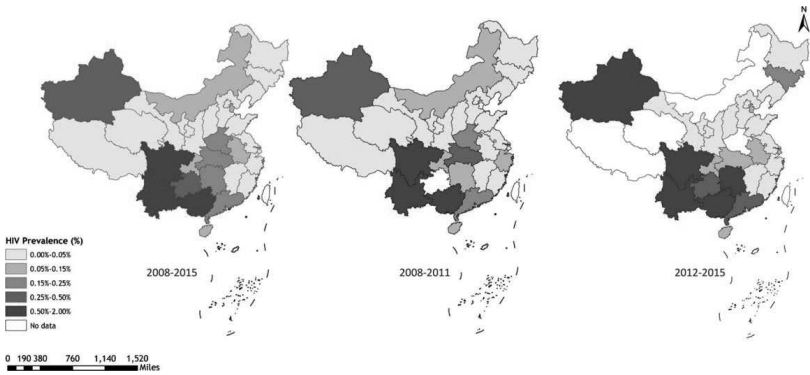 N
HIV Prevalence (%)
0.00%-0.05%
0.05%-0.15%
0.15%-0.25%
0.25%-0.50%
0.50%-2.00%
No data
2008-2015
2008-2011
2012-2015
0 190 380 760 1,140 1,520
Miles